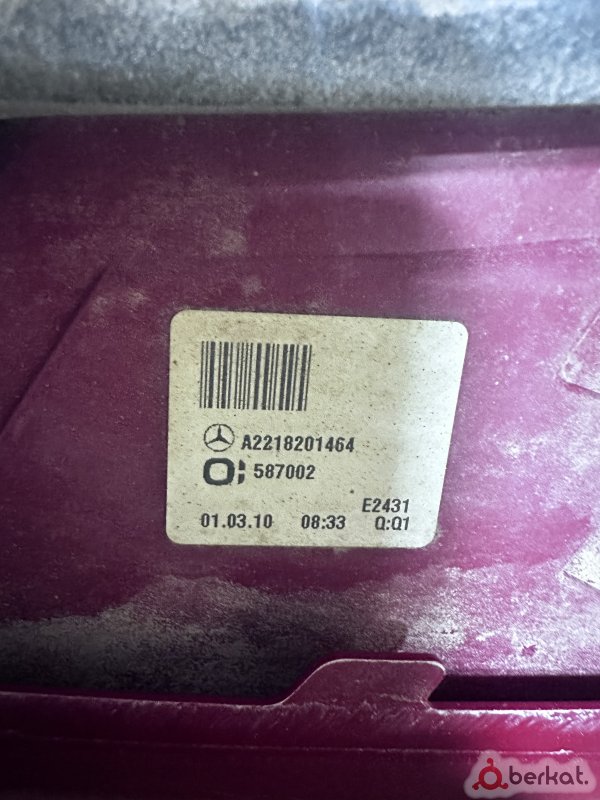 A2218201464
587002
E2431
01.03.10 08:33 Q:Q1
berkat.